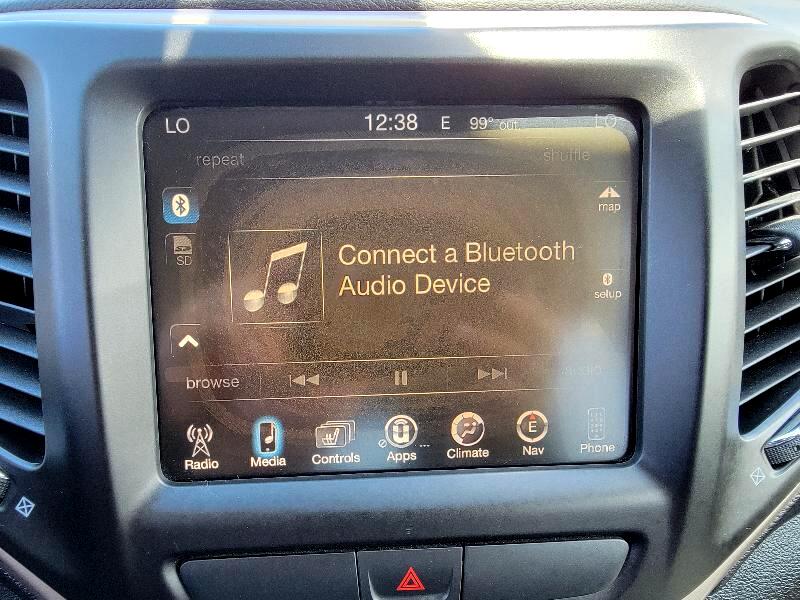 LO 12:38 E 99° out LO
repeat shuffle
map
SD
Connect a Bluetooth
Audio Device
setup
browse audio
Radio Media Controls Apps Climate E Nav Phone